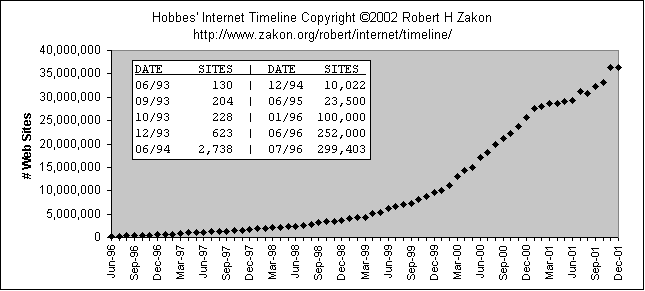 Hobbes' Internet Timeline Copyright ©2002 Robert H Zakon
http://www.zakon.org/robert/internet/timeline/
# Web Sites
40,000,000
35,000,000
30,000,000
25,000,000
20,000,000
15,000,000
10,000,000
5,000,000
0
DATE SITES | DATE SITES
06/93 130 | 12/94 10,022
09/93 204 | 06/95 23,500
10/93 228 | 01/96 100,000
12/93 623 | 06/96 252,000
06/94 2,738 | 07/96 299,403
Jun-96
Sep-96
Dec-96
Mar-97
Jun-97
Sep-97
Dec-97
Mar-98
Jun-98
Sep-98
Dec-98
Mar-99
Jun-99
Sep-99
Dec-99
Mar-00
Jun-00
Sep-00
Dec-00
Mar-01
Jun-01
Sep-01
Dec-01